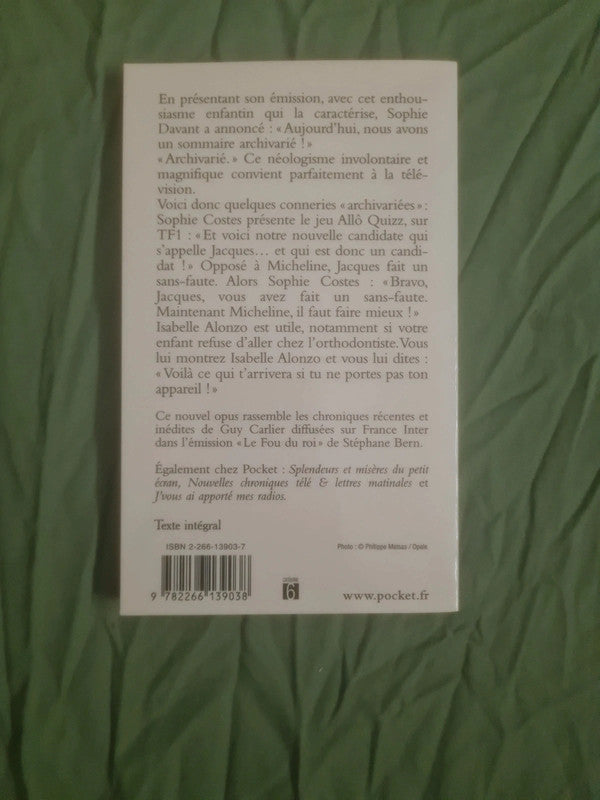 En présentant son émission, avec cet enthou-
siasme enfantin qui la caractérise, Sophie
Davant a annoncé : « Aujourd'hui, nous avons
un sommaire archivarié ! »
« Archivarié. » Ce néologisme involontaire et
magnifique convient parfaitement à la télé-
vision.
Voici donc quelques conneries « archivariées » :
Sophie Costes présente le jeu Allô Quizz, sur
TF1 : « Et voici notre nouvelle candidate qui
s'appelle Jacques… et qui est donc un candi-
dat ! » Opposé à Micheline, Jacques fait un
sans-faute. Alors Sophie Costes : « Bravo,
Jacques, vous avez fait un sans-faute.
Maintenant Micheline, il faut faire mieux ! »
Isabelle Alonzo est utile, notamment si votre
enfant refuse d'aller chez l'orthodontiste.Vous
lui montrez Isabelle Alonzo et vous lui dites :
« Voilà ce qui t'arrivera si tu ne portes pas ton
appareil ! »
Ce nouvel opus rassemble les chroniques récentes et
inédites de Guy Carlier diffusées sur France Inter
dans l'émission « Le Fou du roi » de Stéphane Bern.
Également chez Pocket : Splendeurs et misères du petit
écran, Nouvelles chroniques télé & lettres matinales et
J'vous ai apporté mes radios.
Texte intégral
ISBN 2-266-13903-7
Photo : © Philippe Matsas / Opale.
9 782266 139038
6
www.pocket.fr